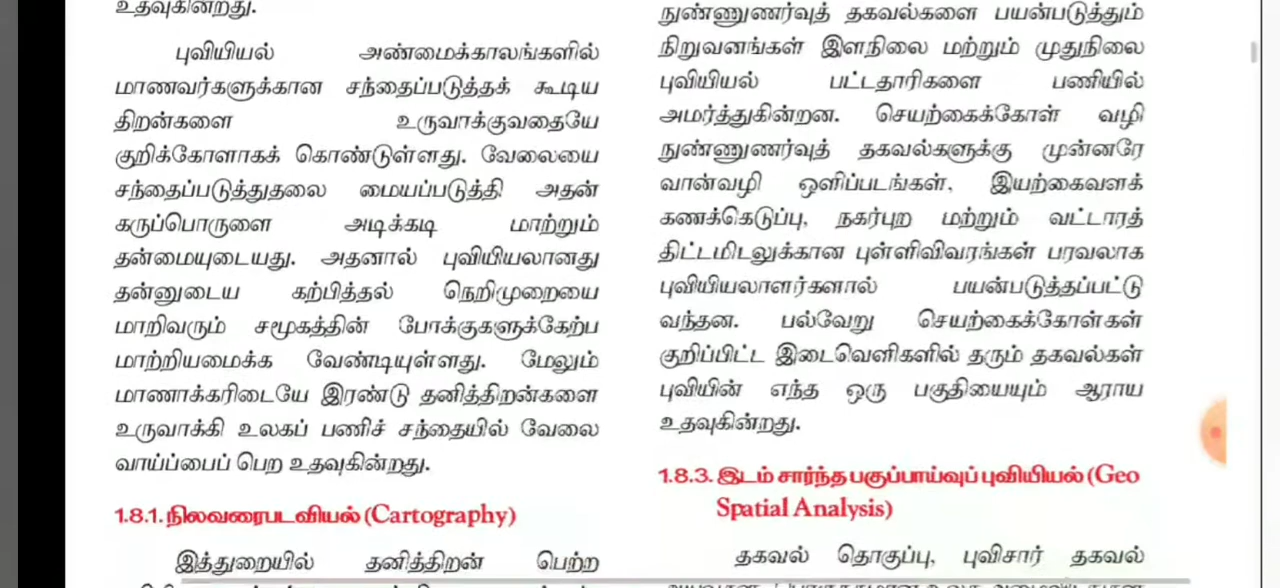 உதவுகின்றது.
புவியியல் அண்மைக்காலங்களில்
மாணவர்களுக்கான சந்தைப்படுத்தக் கூடிய
திறன்களை உருவாக்குவதையே
குறிக்கோளாகக் கொண்டுள்ளது. வேலையை
சந்தைப்படுத்துதலை மையப்படுத்தி அதன்
கருப்பொருளை அடிக்கடி மாற்றும்
தன்மையுடையது. அதனால் புவியியலானது
தன்னுடைய கற்பித்தல் நெறிமுறையை
மாறிவரும் சமூகத்தின் போக்குகளுக்கேற்ப
மாற்றியமைக்க வேண்டியுள்ளது. மேலும்
மாணாக்கரிடையே இரண்டு தனித்திறன்களை
உருவாக்கி உலகப் பணிச் சந்தையில் வேலை
வாய்ப்பைப் பெற உதவுகின்றது.
1.8.1. நிலவரைபடவியல் (Cartography)
இத்துறையில் தனித்திறன் பெற்ற
நுண்ணுணர்வுத் தகவல்களை பயன்படுத்தும்
நிறுவனங்கள் இளநிலை மற்றும் முதுநிலை
புவியியல் பட்டதாரிகளை பணியில்
அமர்த்துகின்றன. செயற்கைக்கோள் வழி
நுண்ணுணர்வுத் தகவல்களுக்கு முன்னரே
வான்வழி ஒளிப்படங்கள், இயற்கைவளக்
கணக்கெடுப்பு, நகர்புற மற்றும் வட்டாரத்
திட்டமிடலுக்கான புள்ளிவிவரங்கள் பரவலாக
புவியியலாளர்களால் பயன்படுத்தப்பட்டு
வந்தன. பல்வேறு செயற்கைக்கோள்கள்
குறிப்பிட்ட இடைவெளிகளில் தரும் தகவல்கள்
புவியின் எந்த ஒரு பகுதியையும் ஆராய
உதவுகின்றது.
1.8.3. இடம் சார்ந்த பகுப்பாய்வுப் புவியியல் (Geo
Spatial Analysis)
தகவல் தொகுப்பு, புவிசார் தகவல்